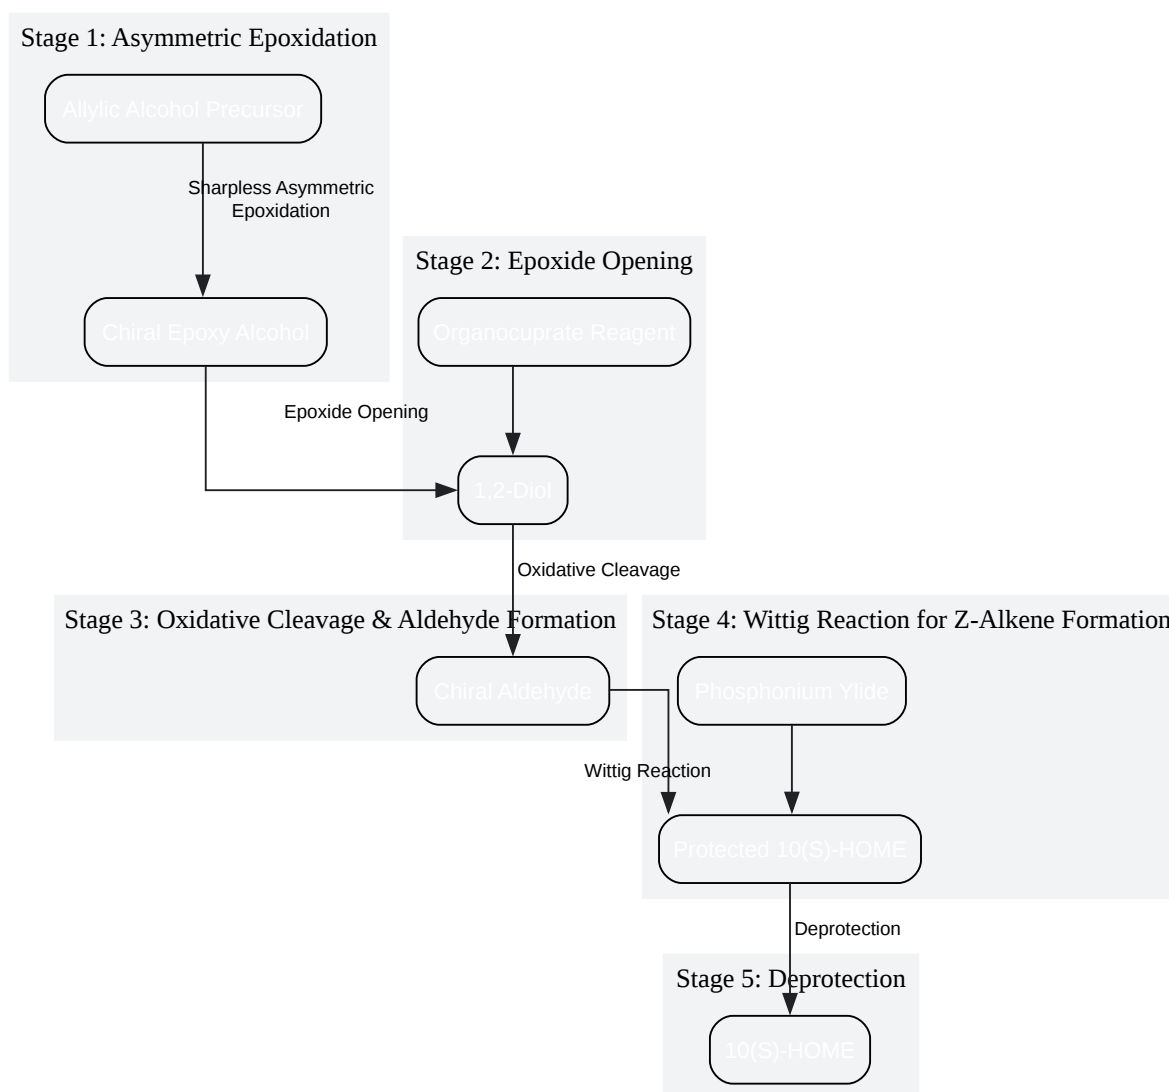 Stage 1: Asymmetric Epoxidation
Allylic Alcohol Precursor
Sharpless Asymmetric
Epoxidation
Chiral Epoxy Alcohol
Stage 2: Epoxide Opening
Organocuprate Reagent
Epoxide Opening
1,2-Diol
Oxidative Cleavage
Stage 3: Oxidative Cleavage & Aldehyde Formation
Chiral Aldehyde
Stage 4: Wittig Reaction for Z-Alkene Formation
Phosphonium Ylide
Wittig Reaction
Protected 10(S)-HOME
Deprotection
Stage 5: Deprotection
10(S)-HOME